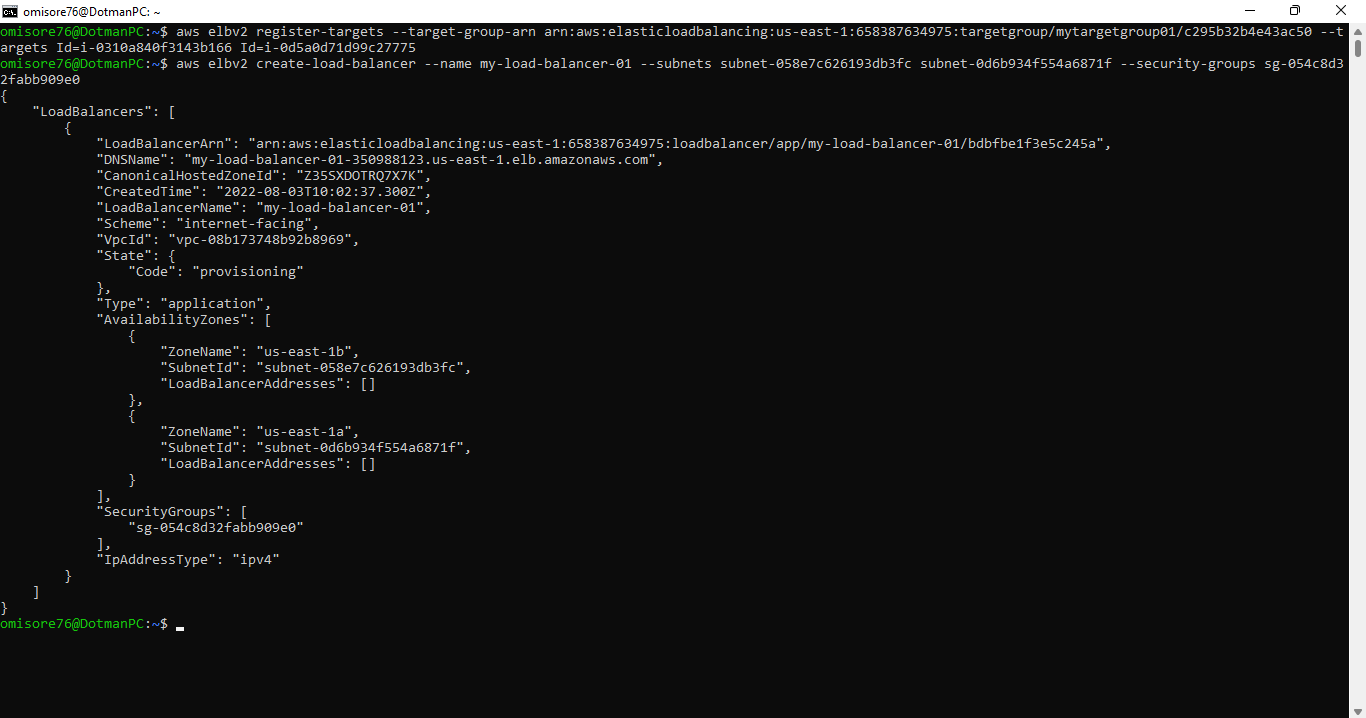 omisore76@DotmanPC: ~
omisore76@DotmanPC:~$ aws elbv2 register-targets --target-group-arn arn:aws:elasticloadbalancing:us-east-1:658387634975:targetgroup/mytargetgroup01/c295b32b4e43ac50 --t
argets Id=i-0310a840f3143b166 Id=i-0d5a0d71d99c27775
omisore76@DotmanPC:~$ aws elbv2 create-load-balancer --name my-load-balancer-01 --subnets subnet-058e7c626193db3fc subnet-0d6b934f554a6871f --security-groups sg-054c8d3
2fabb909e0
{
    "LoadBalancers": [
        {
            "LoadBalancerArn": "arn:aws:elasticloadbalancing:us-east-1:658387634975:loadbalancer/app/my-load-balancer-01/bdbfbe1f3e5c245a",
            "DNSName": "my-load-balancer-01-350988123.us-east-1.elb.amazonaws.com",
            "CanonicalHostedZoneId": "Z35SXDOTRQ7X7K",
            "CreatedTime": "2022-08-03T10:02:37.300Z",
            "LoadBalancerName": "my-load-balancer-01",
            "Scheme": "internet-facing",
            "VpcId": "vpc-08b173748b92b8969",
            "State": {
                "Code": "provisioning"
            },
            "Type": "application",
            "AvailabilityZones": [
                {
                    "ZoneName": "us-east-1b",
                    "SubnetId": "subnet-058e7c626193db3fc",
                    "LoadBalancerAddresses": []
                },
                {
                    "ZoneName": "us-east-1a",
                    "SubnetId": "subnet-0d6b934f554a6871f",
                    "LoadBalancerAddresses": []
                }
            ],
            "SecurityGroups": [
                "sg-054c8d32fabb909e0"
            ],
            "IpAddressType": "ipv4"
        }
    ]
}
omisore76@DotmanPC:~$